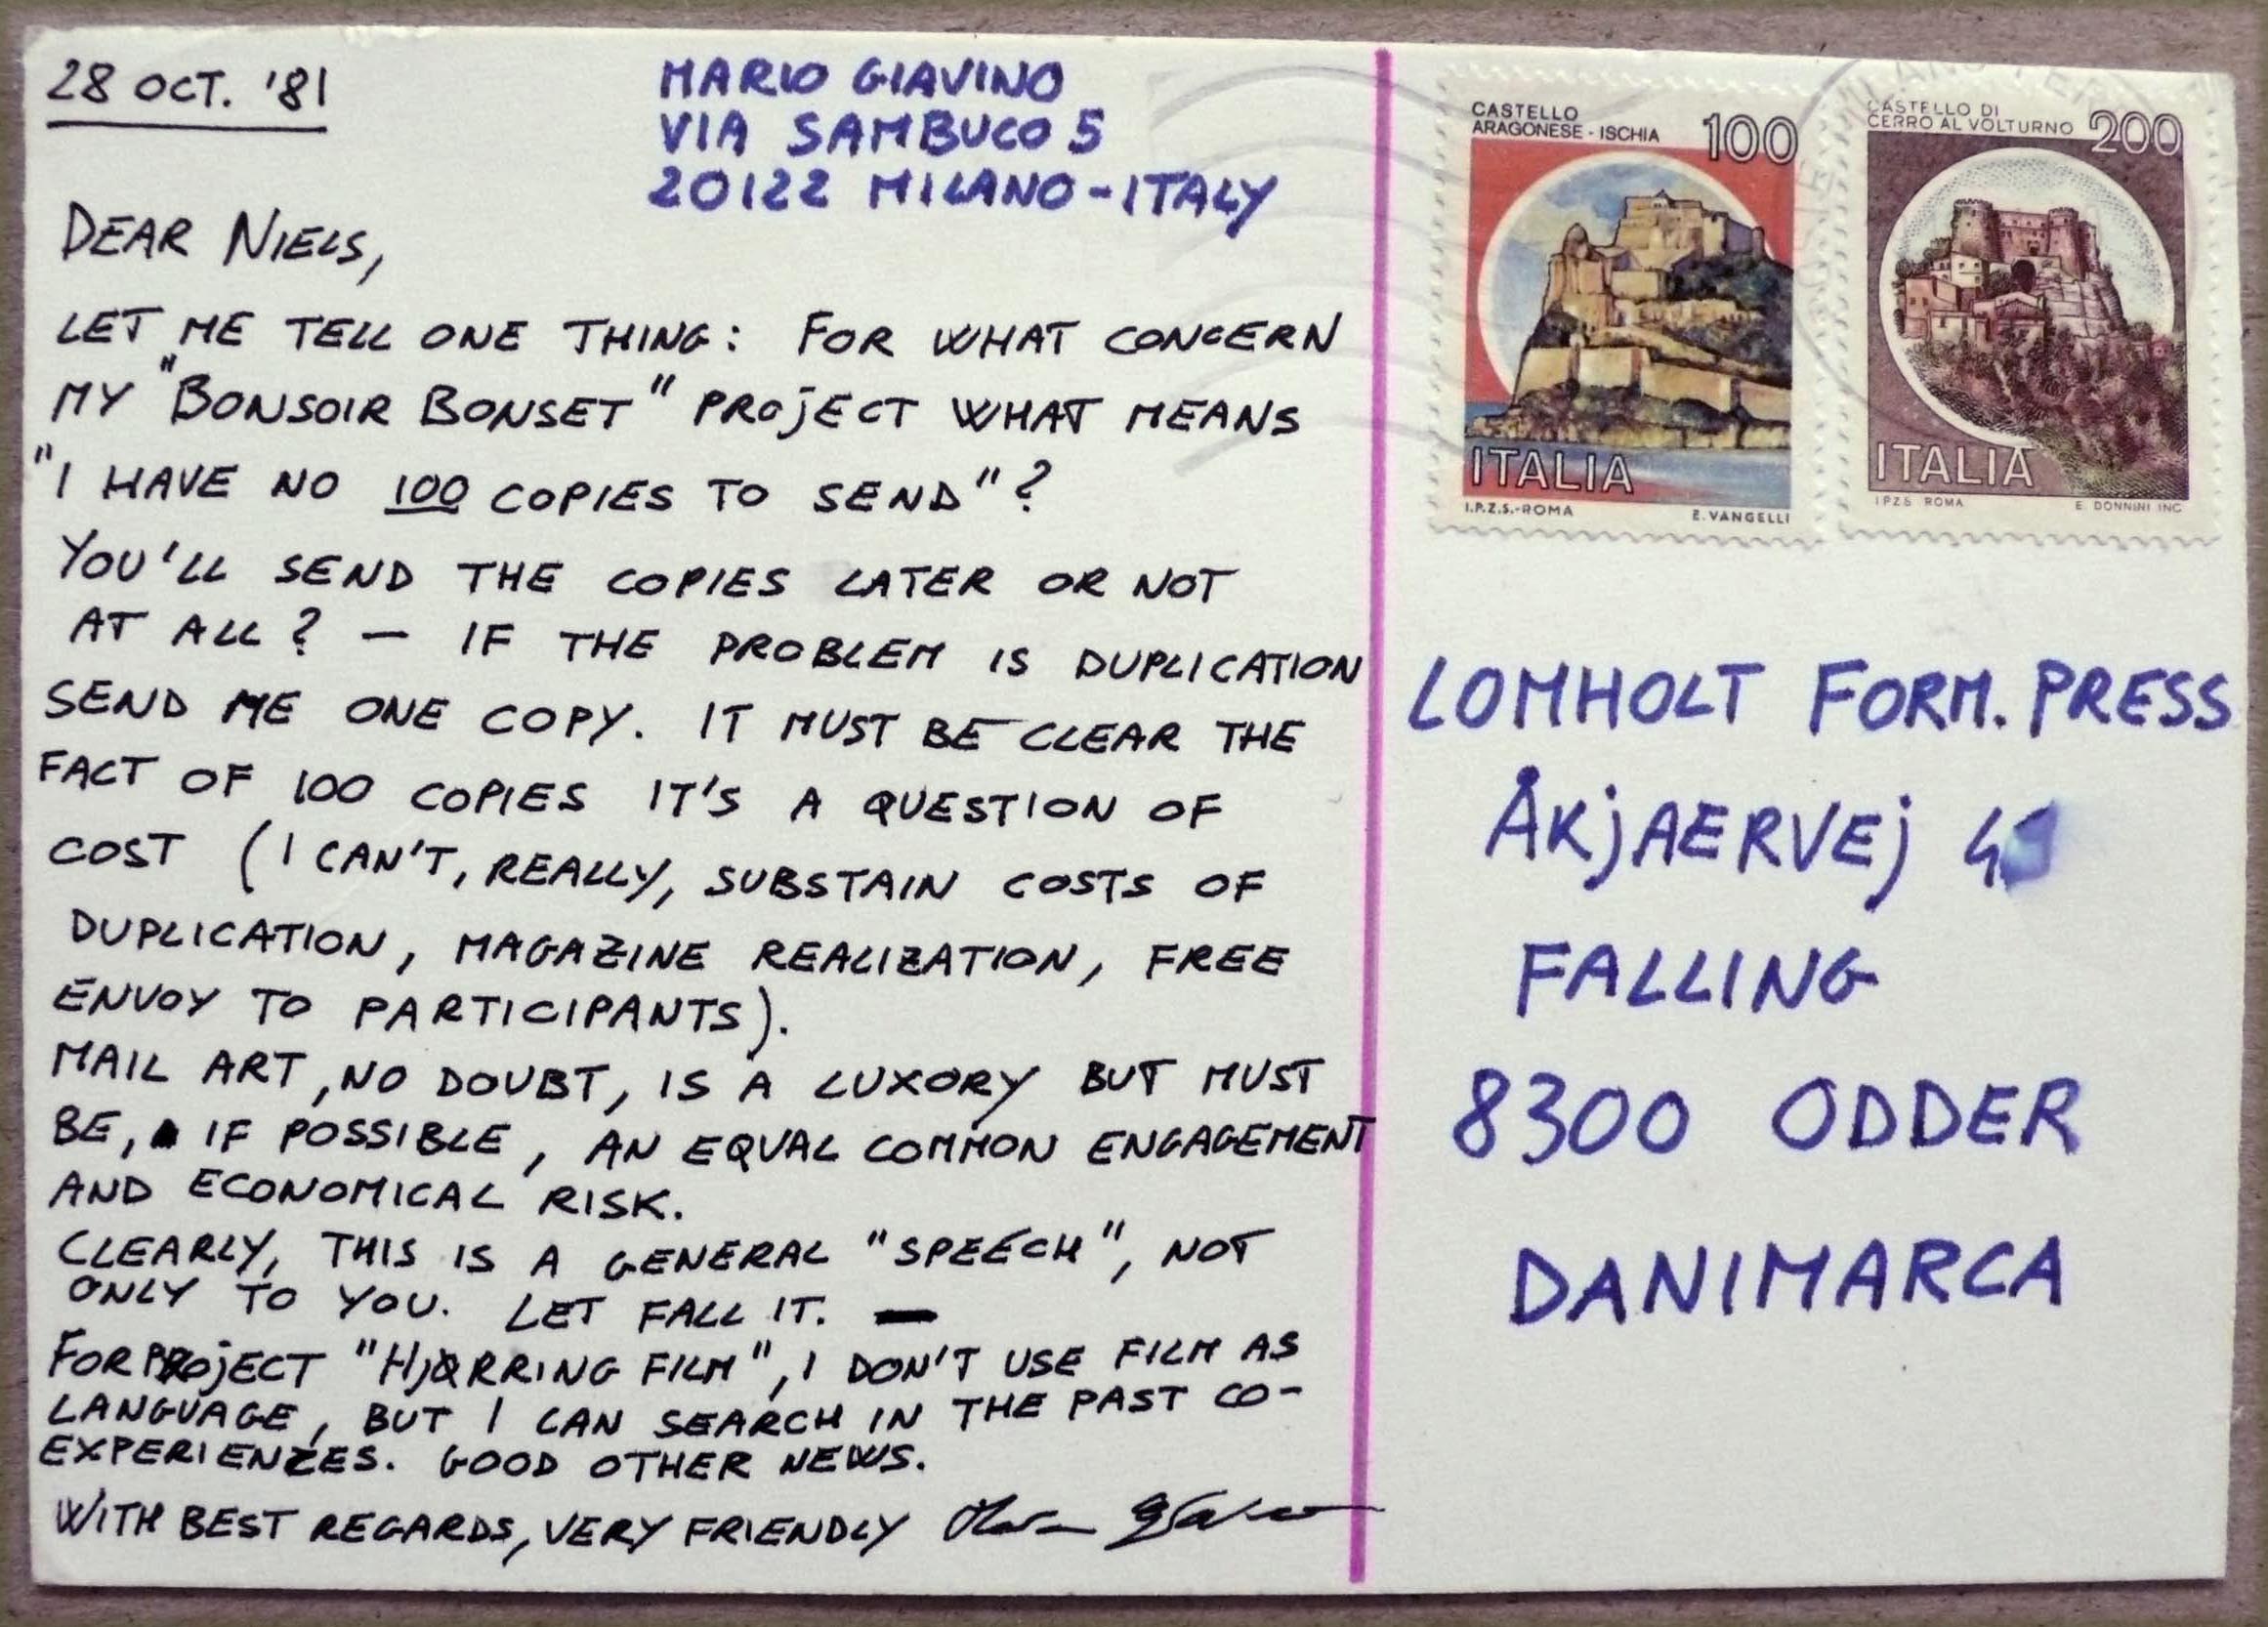 28 OCT. '81
MARIO GIAVINO
VIA SAMBUCO 5
20122 MILANO-ITALY
DEAR NIELS,
LET ME TELL ONE THING: FOR WHAT CONCERN
MY "BONSOIR BONSET" PROJECT WHAT MEANS
"I HAVE NO 100 COPIES TO SEND"?
YOU'LL SEND THE COPIES LATER OR NOT
AT ALL? — IF THE PROBLEM IS DUPLICATION
SEND ME ONE COPY. IT MUST BE CLEAR THE
FACT OF 100 COPIES IT'S A QUESTION OF
COST (I CAN'T, REALLY, SUBSTAIN COSTS OF
DUPLICATION, MAGAZINE REALIZATION, FREE
ENVOY TO PARTICIPANTS).
MAIL ART, NO DOUBT, IS A LUXORY BUT MUST
BE, IF POSSIBLE, AN EQUAL COMMON ENGAGEMENT
AND ECONOMICAL RISK.
CLEARLY, THIS IS A GENERAL "SPEECH", NOT
ONLY TO YOU. LET FALL IT. —
FOR PROJECT "HJØRRING FILM", I DON'T USE FILM AS
LANGUAGE, BUT I CAN SEARCH IN THE PAST CO-
EXPERIENCES. GOOD OTHER NEWS.
WITH BEST REGARDS, VERY FRIENDLY
CASTELLO
ARAGONESE - ISCHIA 100
ITALIA
I.P.Z.S.-ROMA E. VANGELLI
CASTELLO DI
CERRO AL VOLTURNO 200
ITALIA
I.P.Z.S. ROMA E. DONNINI INC
LOMHOLT FORM. PRESS
ÅKJAERVEJ
FALLING
8300 ODDER
DANIMARCA